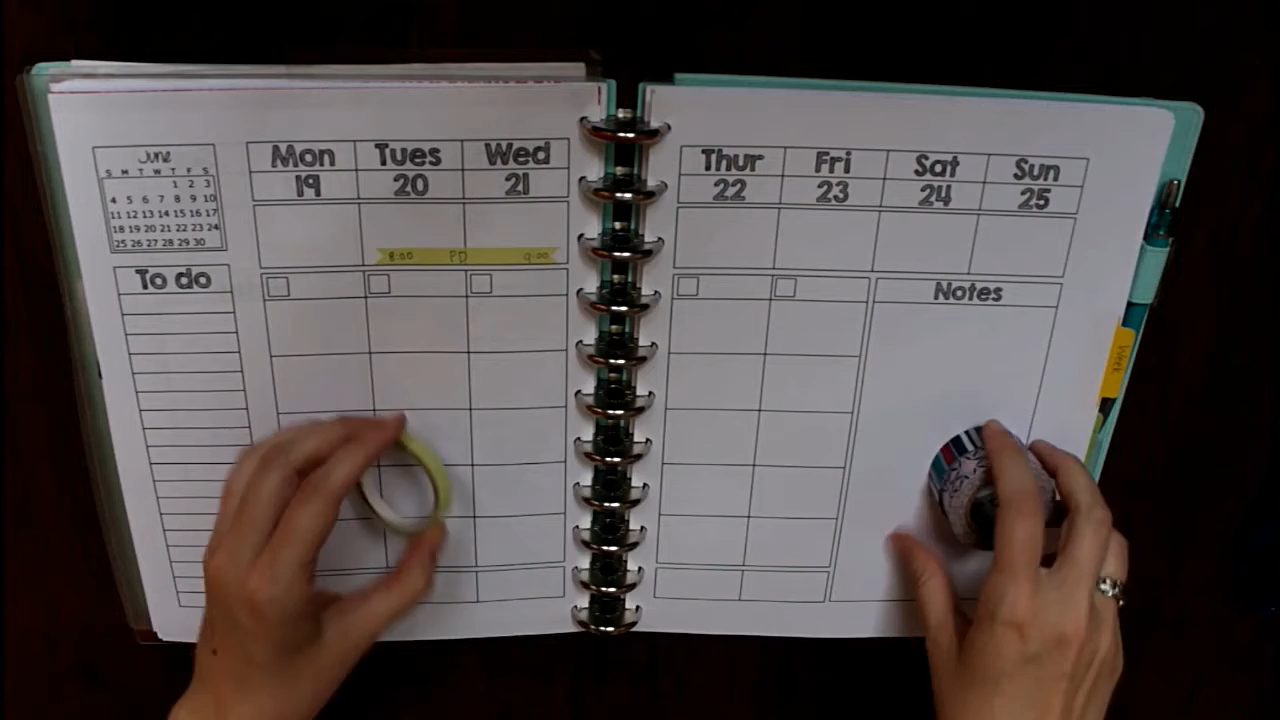 June
S M T W T F S
1 2 3
4 5 6 7 8 9 10
11 12 13 14 15 16 17
18 19 20 21 22 23 24
25 26 27 28 29 30
To do
Mon Tues Wed
19 20 21
8:00 PD 9:00
Thur Fri Sat Sun
22 23 24 25
Notes
Week